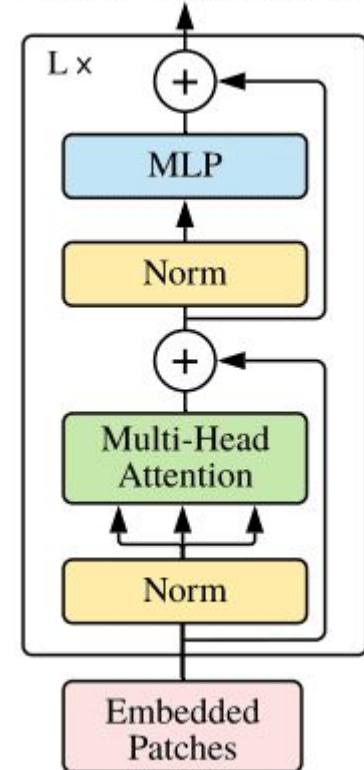 L ×
+
MLP
Norm
+
Multi-Head
Attention
Norm
Embedded
Patches